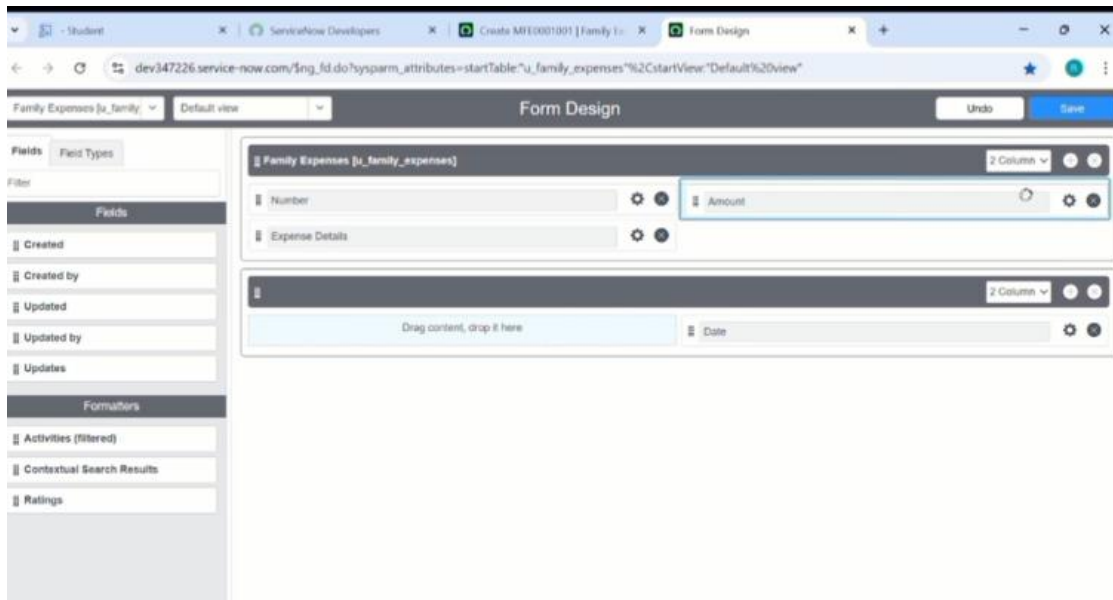 - Student
ServiceNow Developers
Create MFE0001001 | Family Ex
Form Design
dev347226.service-now.com/$ng_fd.do?sysparm_attributes=startTable:"u_family_expenses"%2CstartView:"Default%20view"
Family Expenses [u_family
Default view
Form Design
Undo
Save
Fields
Field Types
Filter
Fields
Created
Created by
Updated
Updated by
Updates
Formatters
Activities (filtered)
Contextual Search Results
Ratings
Family Expenses [u_family_expenses]
2 Column
Number
Amount
Expense Details
2 Column
Drag content, drop it here
Date